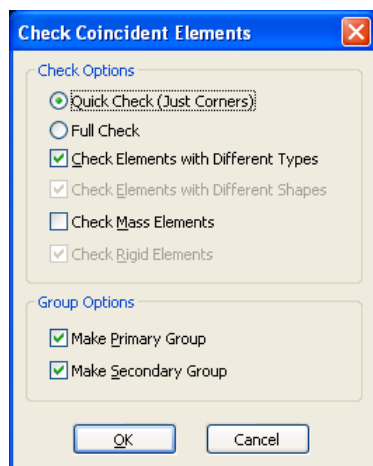 Check Coincident Elements
Check Options
Quick Check (Just Corners)
Full Check
Check Elements with Different Types
Check Elements with Different Shapes
Check Mass Elements
Check Rigid Elements
Group Options
Make Primary Group
Make Secondary Group
OK Cancel